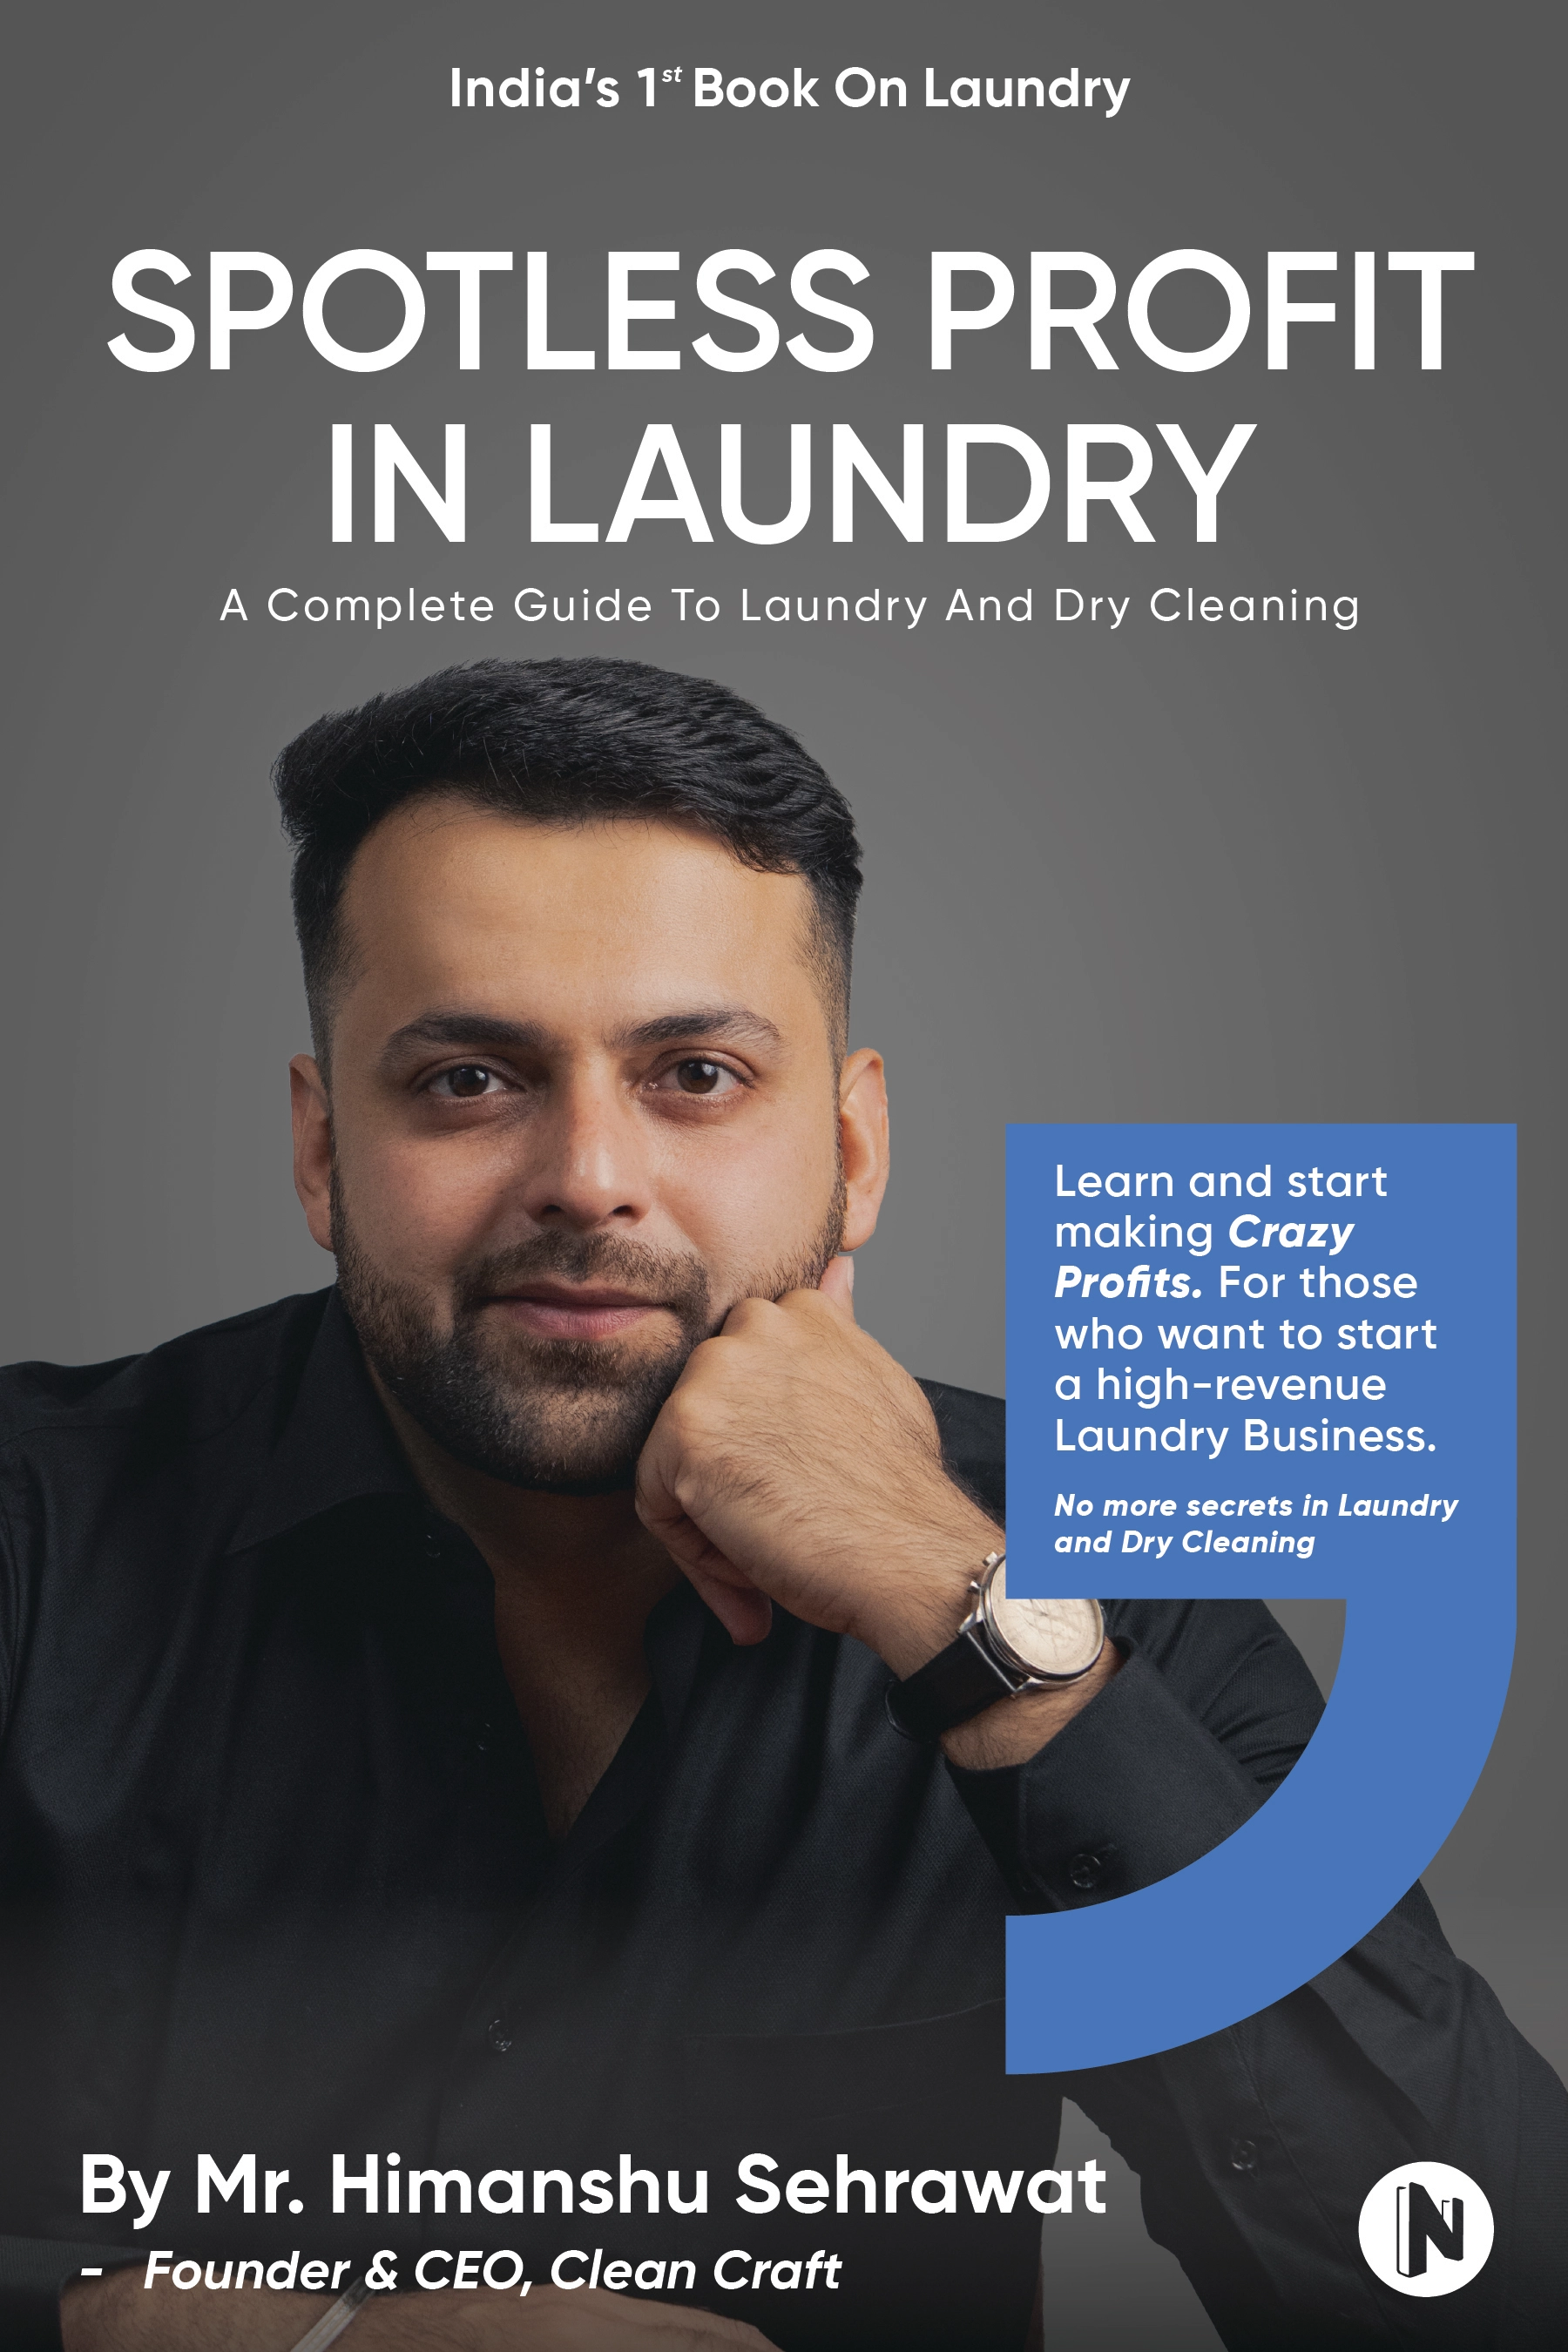 India's 1st Book On Laundry
SPOTLESS PROFIT
IN LAUNDRY
A Complete Guide To Laundry And Dry Cleaning
Learn and start
making Crazy
Profits. For those
who want to start
a high-revenue
Laundry Business.
No more secrets in Laundry
and Dry Cleaning
By Mr. Himanshu Sehrawat
- Founder & CEO, Clean Craft
N